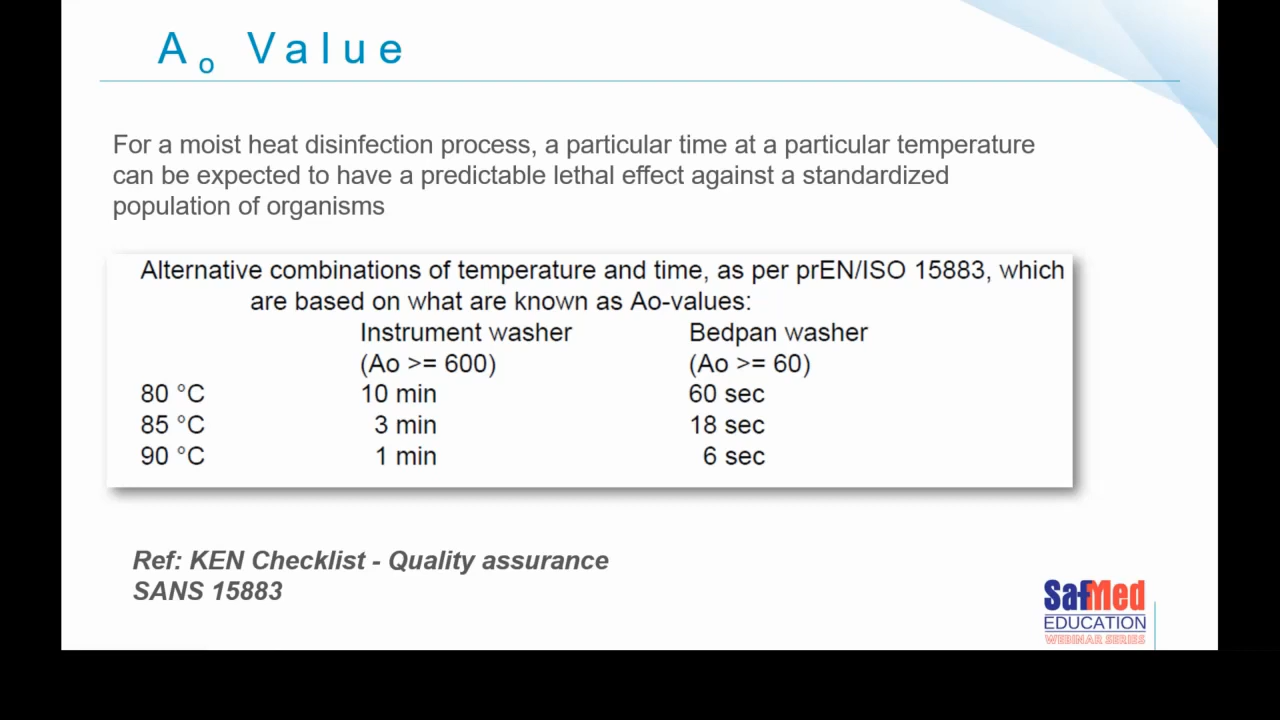 Ao Value
For a moist heat disinfection process, a particular time at a particular temperature
can be expected to have a predictable lethal effect against a standardized
population of organisms
Alternative combinations of temperature and time, as per prEN/ISO 15883, which
are based on what are known as Ao-values:
Instrument washer Bedpan washer
(Ao >= 600) (Ao >= 60)
80 °C 10 min 60 sec
85 °C 3 min 18 sec
90 °C 1 min 6 sec
Ref: KEN Checklist - Quality assurance
SANS 15883
SafMed
EDUCATION
WEBINAR SERIES